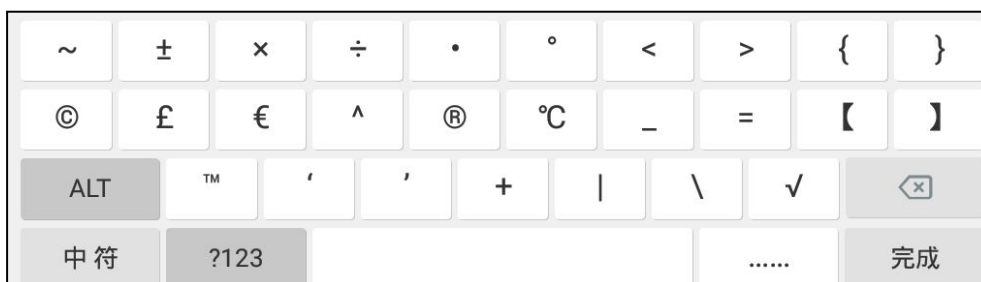 ~ ± × ÷ • ° < > { }
© £ € ^ ® ℃ _ = 【 】
ALT ™ ‘ ’ + | \ √
中符 ?123 …… 完成